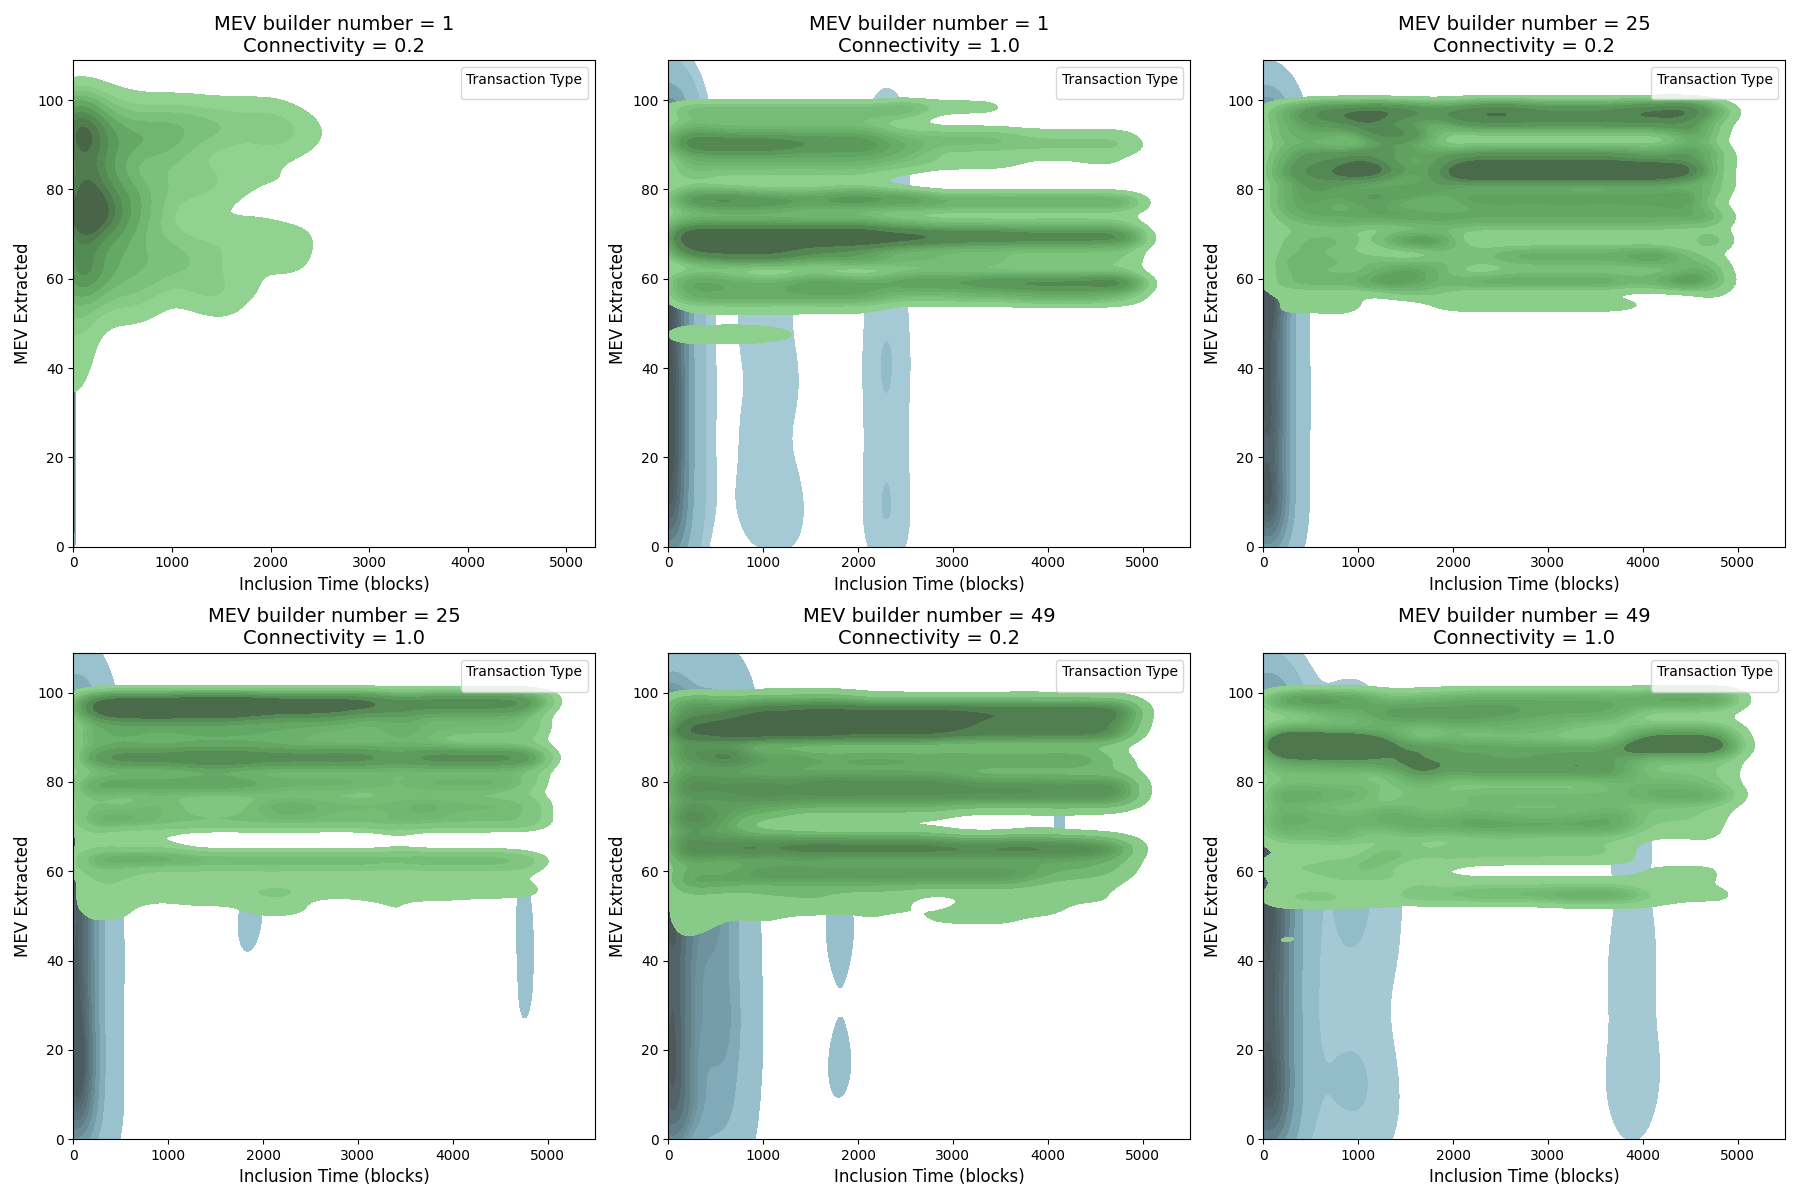 MEV builder number = 1
Connectivity = 0.2
Transaction Type
MEV Extracted
100
80
60
40
20
0
0 1000 2000 3000 4000 5000
Inclusion Time (blocks)
MEV builder number = 1
Connectivity = 1.0
Transaction Type
MEV Extracted
100
80
60
40
20
0
0 1000 2000 3000 4000 5000
Inclusion Time (blocks)
MEV builder number = 25
Connectivity = 0.2
Transaction Type
MEV Extracted
100
80
60
40
20
0
0 1000 2000 3000 4000 5000
Inclusion Time (blocks)
MEV builder number = 25
Connectivity = 1.0
Transaction Type
MEV Extracted
100
80
60
40
20
0
0 1000 2000 3000 4000 5000
Inclusion Time (blocks)
MEV builder number = 49
Connectivity = 0.2
Transaction Type
MEV Extracted
100
80
60
40
20
0
0 1000 2000 3000 4000 5000
Inclusion Time (blocks)
MEV builder number = 49
Connectivity = 1.0
Transaction Type
MEV Extracted
100
80
60
40
20
0
0 1000 2000 3000 4000 5000
Inclusion Time (blocks)